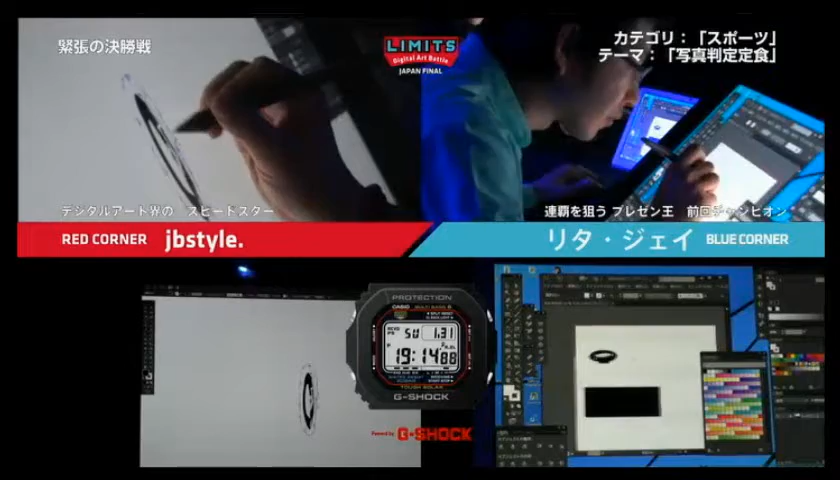 緊張の決勝戦
LIMITS
Digital Art Battle
JAPAN FINAL
カテゴリ：「スポーツ」
テーマ：「写真判定定食」
デジタルアート界の スピードスター
連覇を狙う プレゼン王 前回チャンピオン
RED CORNER jbstyle.
リタ・ジェイ BLUE CORNER
PROTECTION
CASIO
SU 1.31
19:14 88
TOUGH SOLAR
G-SHOCK
Powered by G-SHOCK